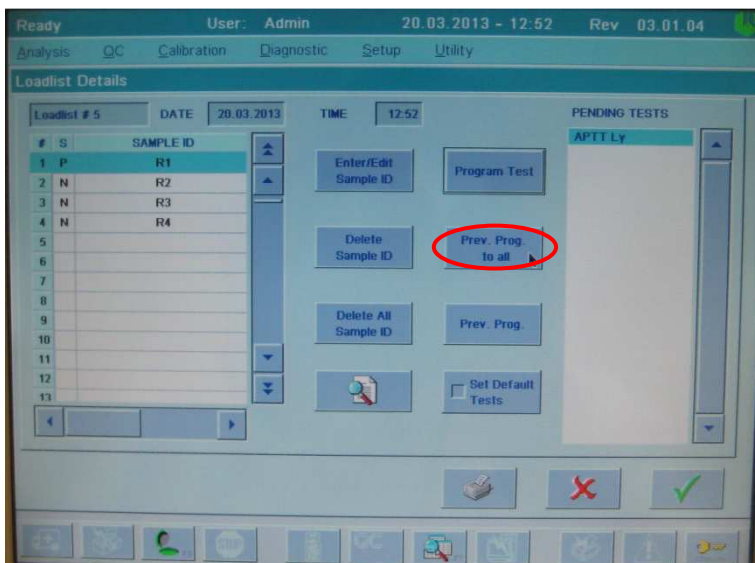 Ready User: Admin 20.03.2013 - 12:52 Rev 03.01.04
Analysis QC Calibration Diagnostic Setup Utility
Loadlist Details
Loadlist # 5 DATE 20.03.2013 TIME 12:52 PENDING TESTS
# S SAMPLE ID
1 P R1
2 N R2
3 N R3
4 N R4
5
6
7
8
9
10
11
12
13
Enter/Edit
Sample ID
Program Test
Delete
Sample ID
Prev. Prog.
to all
Delete All
Sample ID
Prev. Prog.
Set Default
Tests
APTT Ly
QC